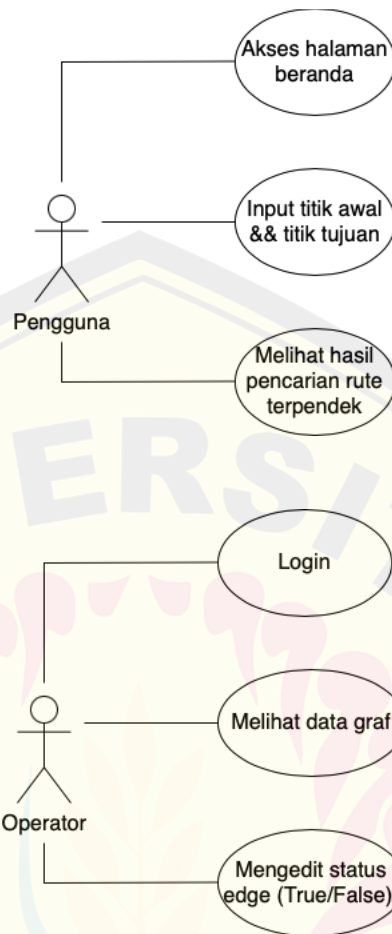 Akses halaman
beranda
Input titik awal
&& titik tujuan
Pengguna
Melihat hasil
pencarian rute
terpendek
ERSI
Login
Melihat data graf
Operator
Mengedit status
edge (True/False)